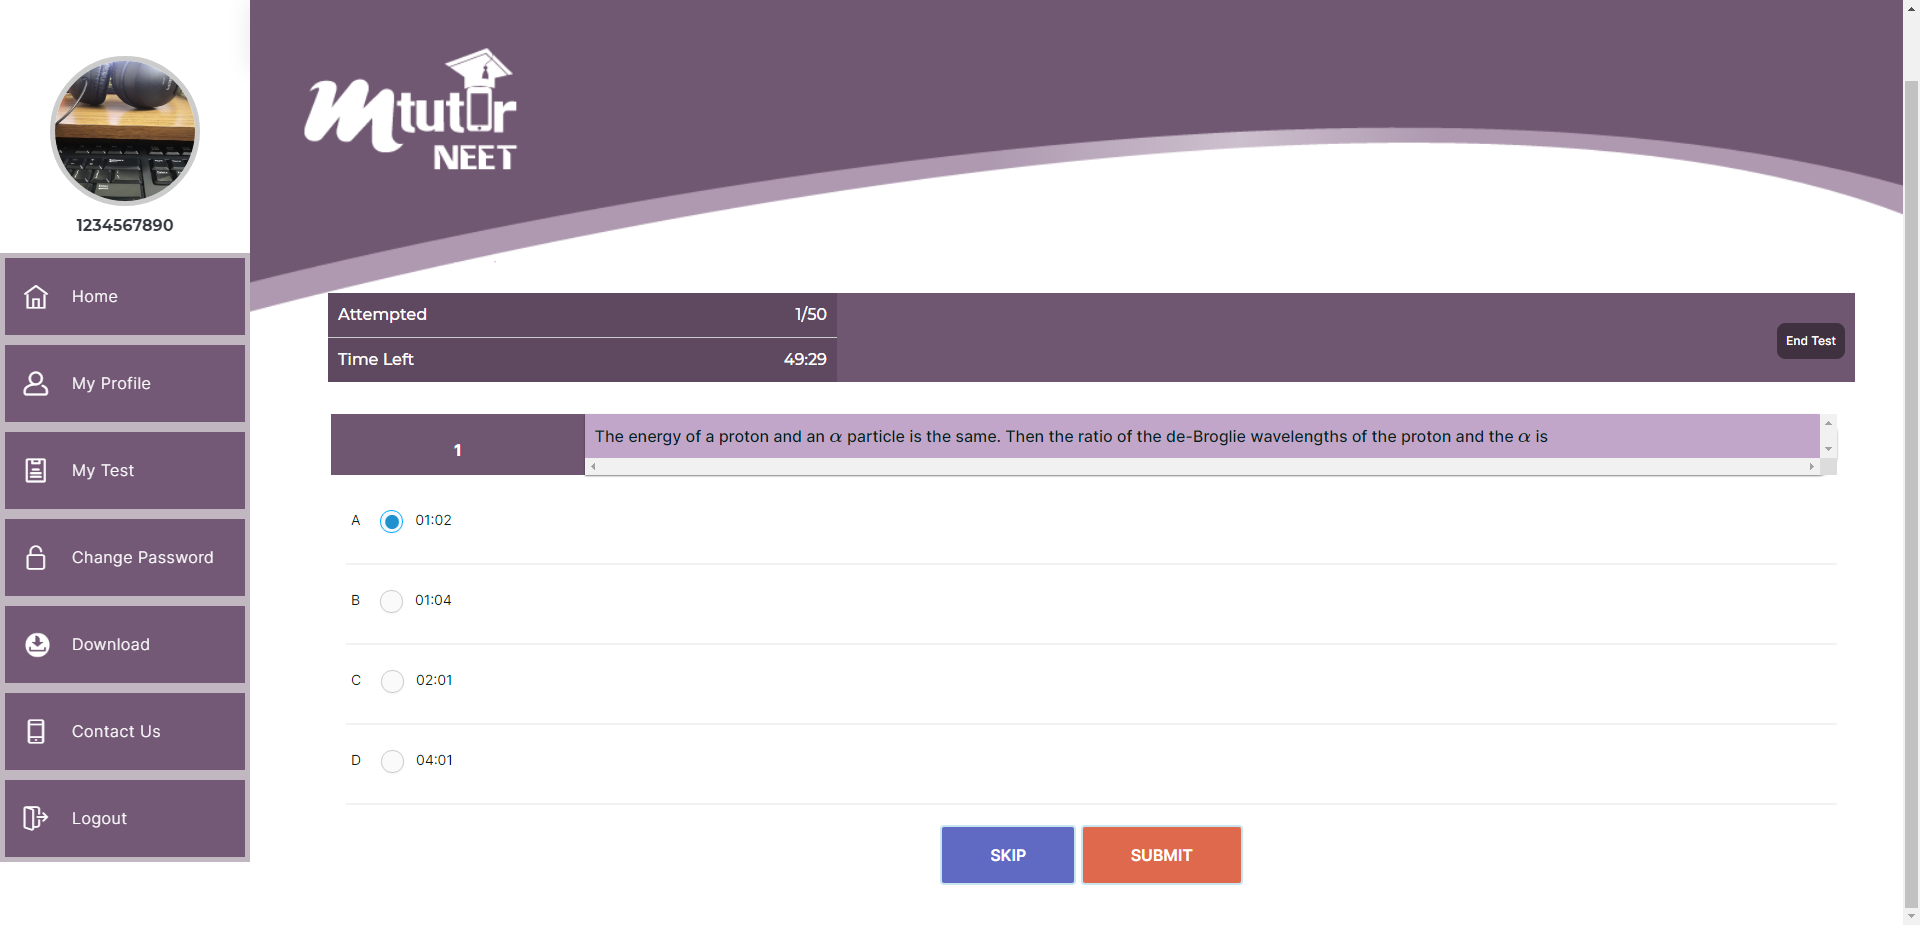 Mtutor
NEET
1234567890
Home
My Profile
My Test
Change Password
Download
Contact Us
Logout
Attempted 1/50
Time Left 49:29
End Test
1 The energy of a proton and an α particle is the same. Then the ratio of the de-Broglie wavelengths of the proton and the α is
A 01:02
B 01:04
C 02:01
D 04:01
SKIP SUBMIT